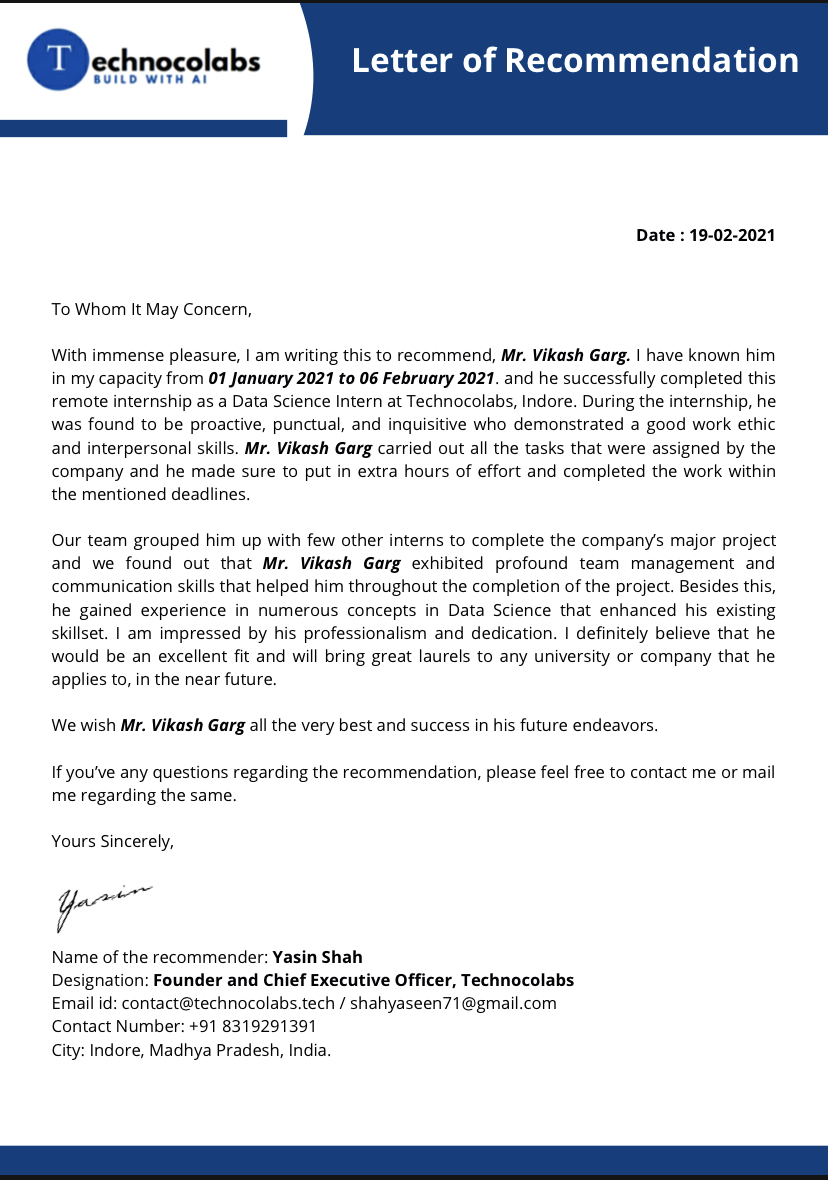 Technocolabs
BUILD WITH AI
Letter of Recommendation
Date : 19-02-2021
To Whom It May Concern,
With immense pleasure, I am writing this to recommend, Mr. Vikash Garg. I have known him
in my capacity from 01 January 2021 to 06 February 2021. and he successfully completed this
remote internship as a Data Science Intern at Technocolabs, Indore. During the internship, he
was found to be proactive, punctual, and inquisitive who demonstrated a good work ethic
and interpersonal skills. Mr. Vikash Garg carried out all the tasks that were assigned by the
company and he made sure to put in extra hours of effort and completed the work within
the mentioned deadlines.
Our team grouped him up with few other interns to complete the company’s major project
and we found out that Mr. Vikash Garg exhibited profound team management and
communication skills that helped him throughout the completion of the project. Besides this,
he gained experience in numerous concepts in Data Science that enhanced his existing
skillset. I am impressed by his professionalism and dedication. I definitely believe that he
would be an excellent fit and will bring great laurels to any university or company that he
applies to, in the near future.
We wish Mr. Vikash Garg all the very best and success in his future endeavors.
If you’ve any questions regarding the recommendation, please feel free to contact me or mail
me regarding the same.
Yours Sincerely,
Yasin
Name of the recommender: Yasin Shah
Designation: Founder and Chief Executive Officer, Technocolabs
Email id: contact@technocolabs.tech / shahyaseen71@gmail.com
Contact Number: +91 8319291391
City: Indore, Madhya Pradesh, India.